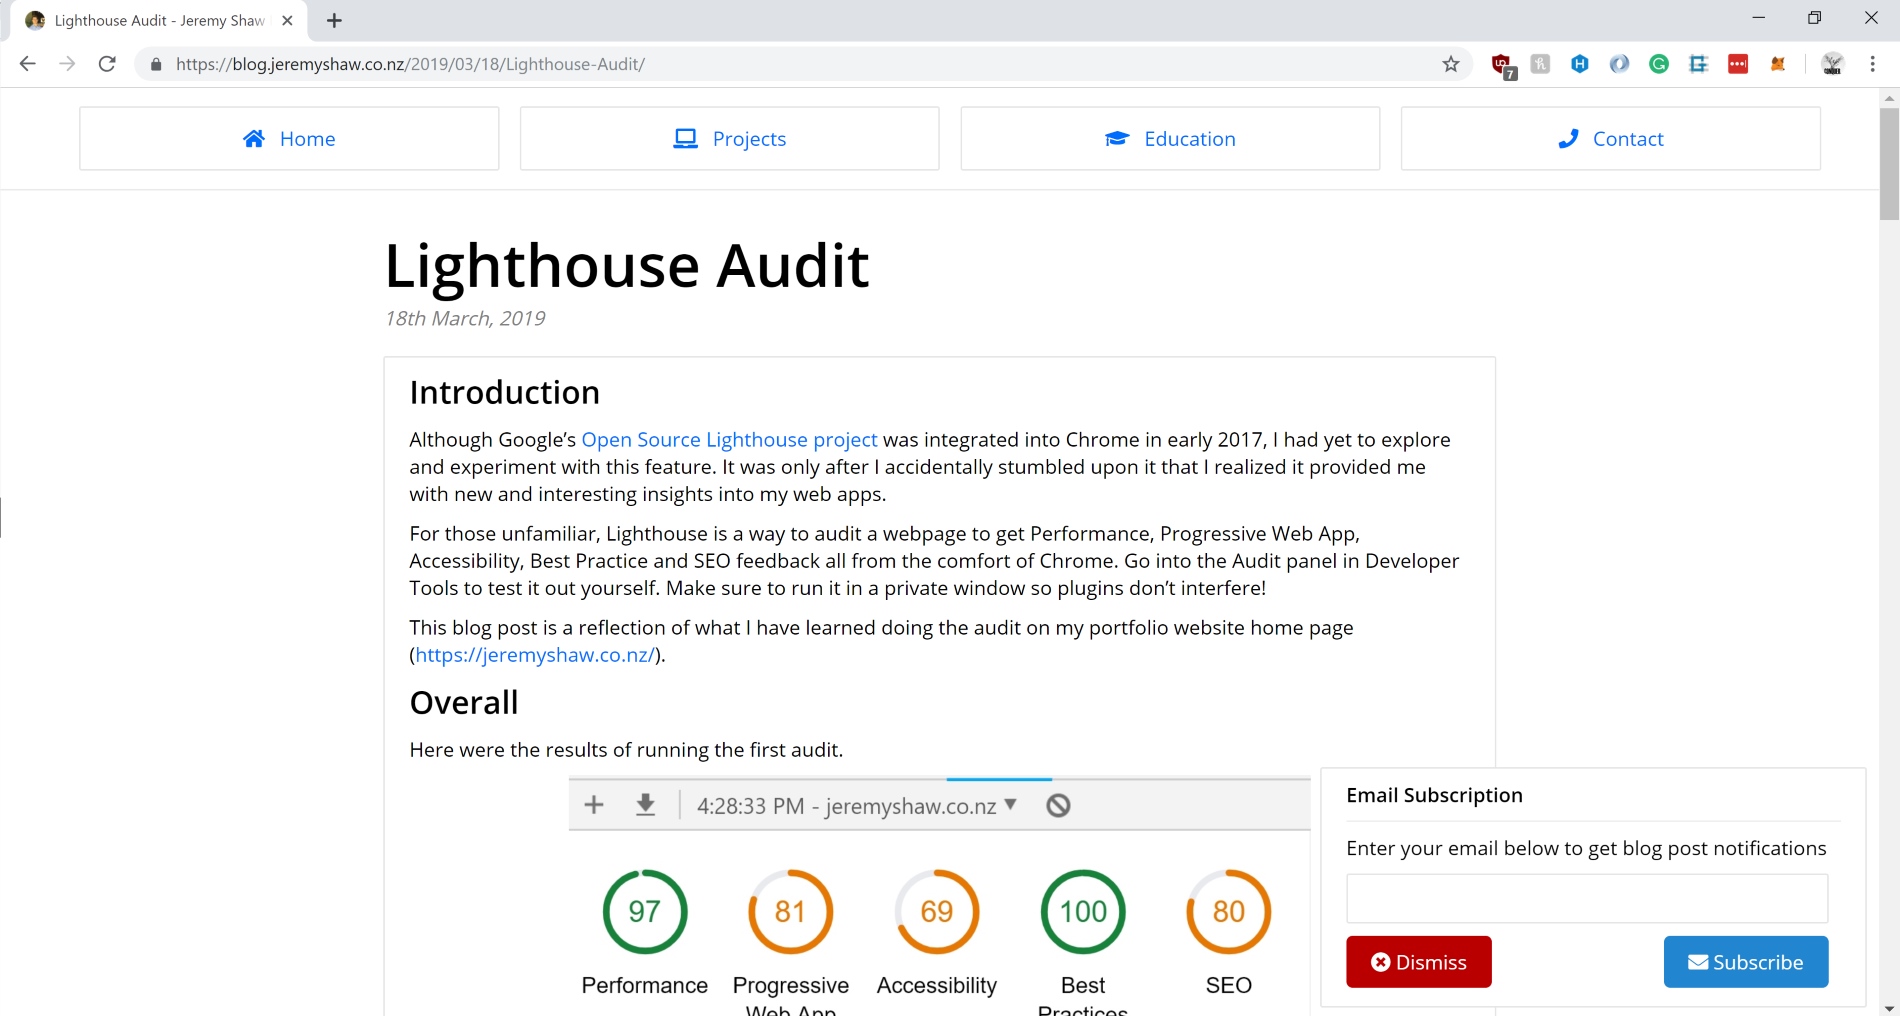 Lighthouse Audit - Jeremy Shaw
https://blog.jeremyshaw.co.nz/2019/03/18/Lighthouse-Audit/
7
Home
Projects
Education
Contact
Lighthouse Audit
18th March, 2019
Introduction
Although Google’s Open Source Lighthouse project was integrated into Chrome in early 2017, I had yet to explore
and experiment with this feature. It was only after I accidentally stumbled upon it that I realized it provided me
with new and interesting insights into my web apps.
For those unfamiliar, Lighthouse is a way to audit a webpage to get Performance, Progressive Web App,
Accessibility, Best Practice and SEO feedback all from the comfort of Chrome. Go into the Audit panel in Developer
Tools to test it out yourself. Make sure to run it in a private window so plugins don’t interfere!
This blog post is a reflection of what I have learned doing the audit on my portfolio website home page
(https://jeremyshaw.co.nz/).
Overall
Here were the results of running the first audit.
4:28:33 PM - jeremyshaw.co.nz
97 81 69 100 80
Performance Progressive Accessibility Best SEO
Web App Practices
Email Subscription
Enter your email below to get blog post notifications
Dismiss
Subscribe